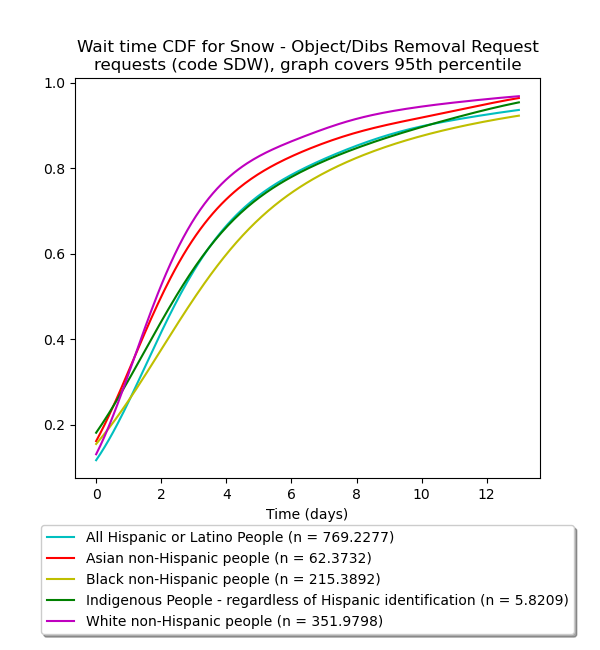 Wait time CDF for Snow - Object/Dibs Removal Request
requests (code SDW), graph covers 95th percentile
1.0
0.8
0.6
0.4
0.2
0 2 4 6 8 10 12
Time (days)
All Hispanic or Latino People (n = 769.2277)
Asian non-Hispanic people (n = 62.3732)
Black non-Hispanic people (n = 215.3892)
Indigenous People - regardless of Hispanic identification (n = 5.8209)
White non-Hispanic people (n = 351.9798)